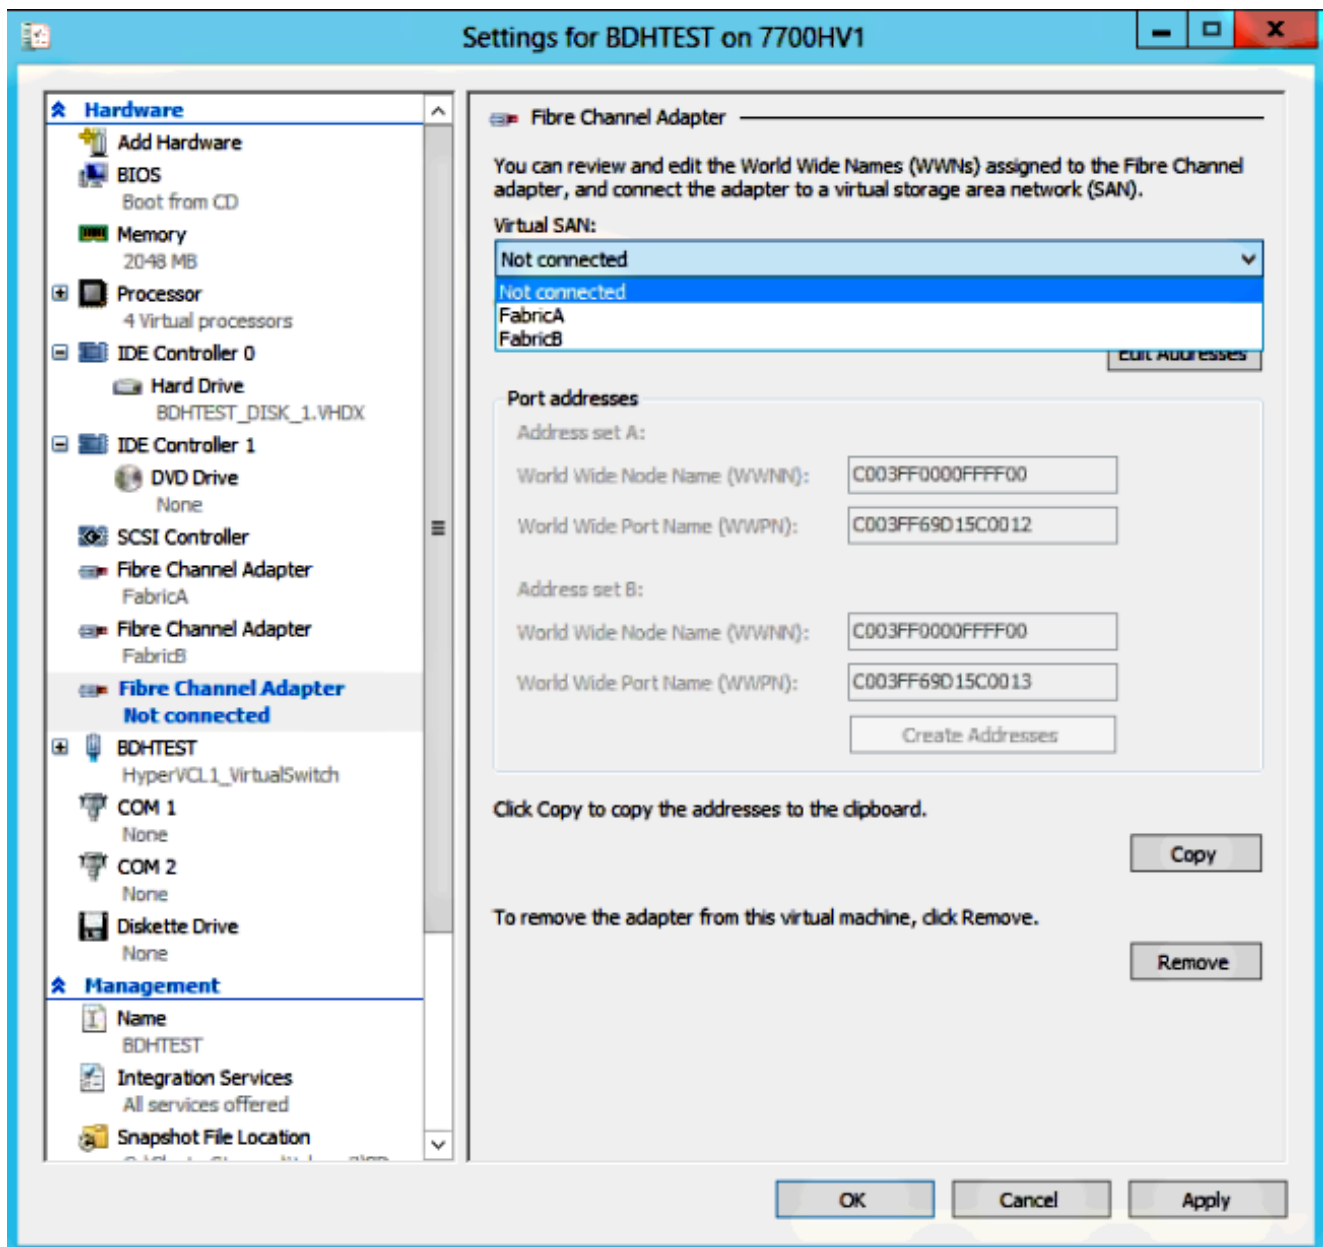 Settings for BDHTEST on 7700HV1
Hardware
Add Hardware
BIOS
Boot from CD
Memory
2048 MB
Processor
4 Virtual processors
IDE Controller 0
Hard Drive
BDHTEST_DISK_1.VHDX
IDE Controller 1
DVD Drive
None
SCSI Controller
Fibre Channel Adapter
FabricA
Fibre Channel Adapter
FabricB
Fibre Channel Adapter
Not connected
BDHTEST
HyperVCL1_VirtualSwitch
COM 1
None
COM 2
None
Diskette Drive
None
Management
Name
BDHTEST
Integration Services
All services offered
Snapshot File Location
Fibre Channel Adapter
You can review and edit the World Wide Names (WWNs) assigned to the Fibre Channel
adapter, and connect the adapter to a virtual storage area network (SAN).
Virtual SAN:
Not connected
Not connected
FabricA
FabricB
Edit Addresses
Port addresses
Address set A:
World Wide Node Name (WWNN): C003FF0000FFFF00
World Wide Port Name (WWPN): C003FF69D15C0012
Address set B:
World Wide Node Name (WWNN): C003FF0000FFFF00
World Wide Port Name (WWPN): C003FF69D15C0013
Create Addresses
Click Copy to copy the addresses to the clipboard.
Copy
To remove the adapter from this virtual machine, click Remove.
Remove
OK Cancel Apply